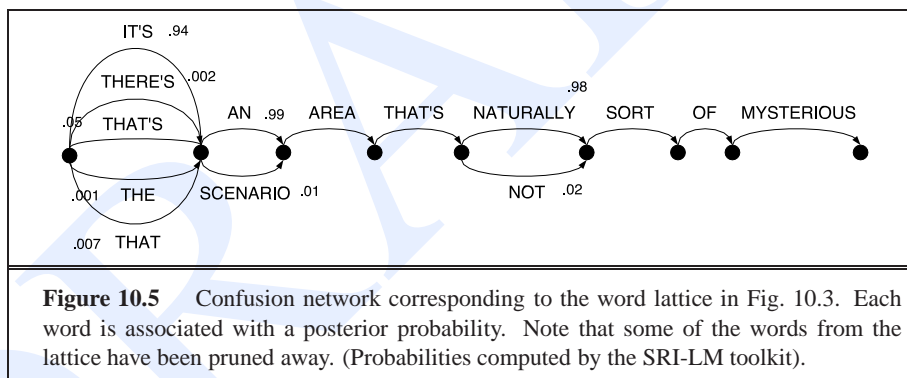 IT'S .94
THERE'S .002
.05 THAT'S AN .99 AREA THAT'S NATURALLY .98 SORT OF MYSTERIOUS
.001 THE SCENARIO .01 NOT .02
.007 THAT
Figure 10.5 Confusion network corresponding to the word lattice in Fig. 10.3. Each
word is associated with a posterior probability. Note that some of the words from the
lattice have been pruned away. (Probabilities computed by the SRI-LM toolkit).